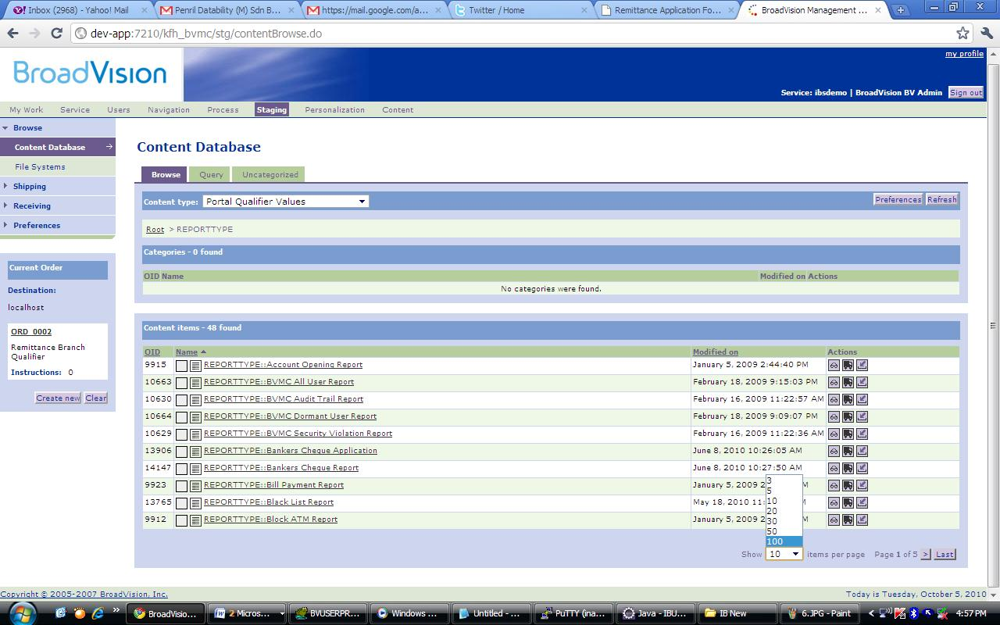 Inbox (2968) - Yahoo! Mail
Penril Datability (M) Sdn B...
https://mail.google.com/a...
Twitter / Home
Remittance Application Fo...
BroadVision Management ...
dev-app:7210/kfh_bvmc/stg/contentBrowse.do
my profile
BroadVision
Service: ibsdemo | BroadVision BV Admin Sign out
My Work Service Users Navigation Process Staging Personalization Content
Browse
Content Database
File Systems
Shipping
Receiving
Preferences
Current Order
Destination:
localhost
ORD_0002
Remittance Branch
Qualifier
Instructions: 0
Create new Clear
Content Database
Browse Query Uncategorized
Content type: Portal Qualifier Values Preferences Refresh
Root > REPORTTYPE
Categories - 0 found
OID Name Modified on Actions
No categories were found.
Content items - 48 found
OID Name Modified on Actions
9915 REPORTTYPE::Account Opening Report January 5, 2009 2:44:40 PM
10663 REPORTTYPE::BVMC All User Report February 18, 2009 9:15:03 PM
10630 REPORTTYPE::BVMC Audit Trail Report February 16, 2009 11:22:57 AM
10664 REPORTTYPE::BVMC Dormant User Report February 18, 2009 9:09:07 PM
10629 REPORTTYPE::BVMC Security Violation Report February 16, 2009 11:22:36 AM
13906 REPORTTYPE::Bankers Cheque Application June 8, 2010 10:26:05 AM
14147 REPORTTYPE::Bankers Cheque Report June 8, 2010 10:27:50 AM
9923 REPORTTYPE::Bill Payment Report January 5, 2009 2
13765 REPORTTYPE::Black List Report May 18, 2010 11:
9912 REPORTTYPE::Block ATM Report January 5, 2009 2
3
5
10
20
30
50
100
Show 10 items per page Page 1 of 5 > Last
Copyright © 2005-2007 BroadVision, Inc. Today is Tuesday, October 5, 2010
BroadVisio...
2 Micros...
BVUSERPR...
Windows ...
Untitled - ...
PuTTY (ina...
Java - IBU...
IB New
6.JPG - Paint
4:57 PM